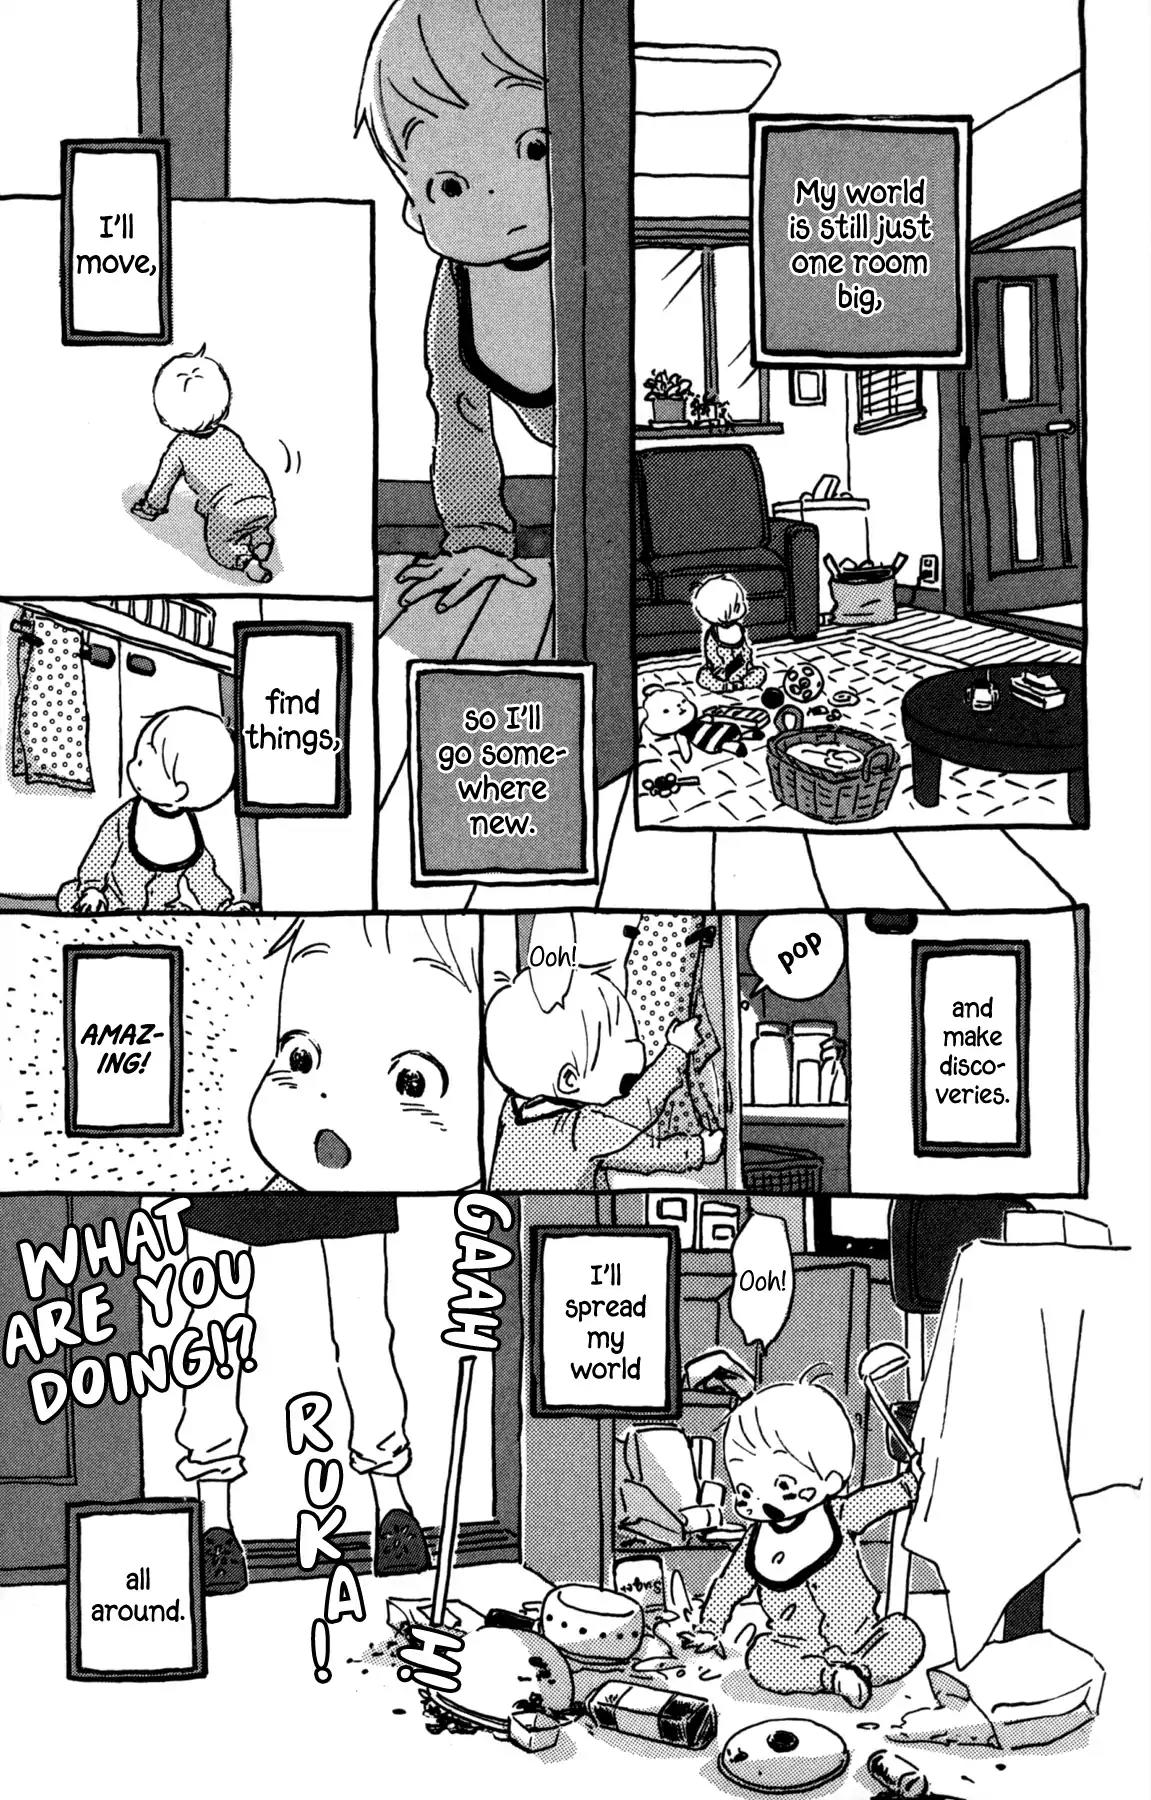 My world
is still just
one room
big,
so I'll
go some-
where
new.
I'll
move,
find
things,
and
make
disco-
veries.
pop
Ooh!
AMAZ-
ING!
Ooh!
Sugar
I'll
spread
my
world
GAAH
H!!
RUKA!
WHAT
ARE YOU
DOING!?
all
around.